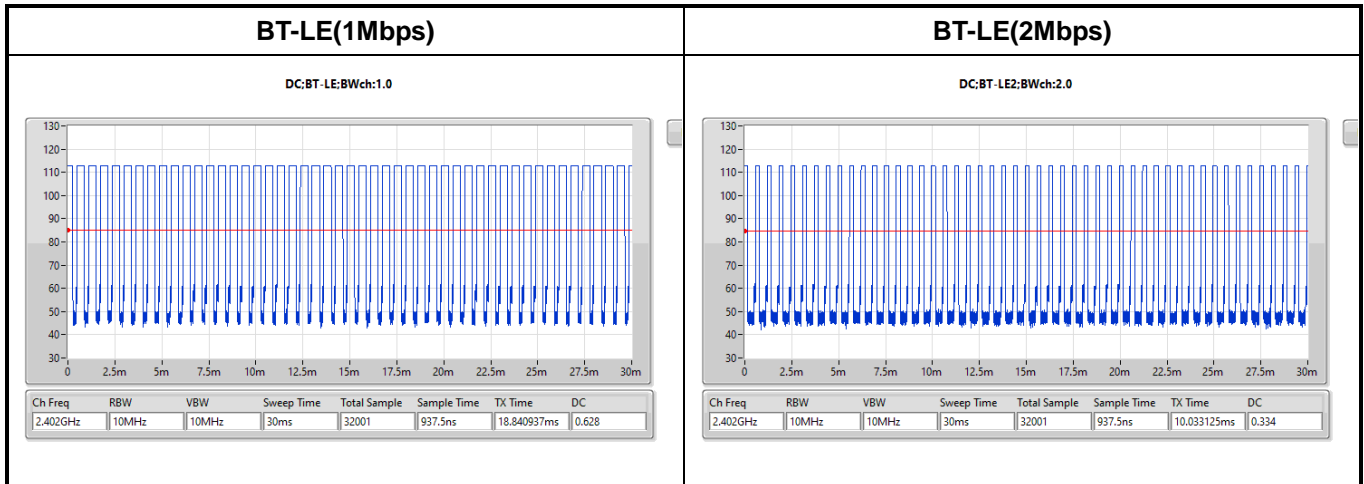 BT-LE(1Mbps)
BT-LE(2Mbps)
DC;BT-LE;BWch:1.0
130
120
110
100
90
80
70
60
50
40
30
0 2.5m 5m 7.5m 10m 12.5m 15m 17.5m 20m 22.5m 25m 27.5m 30m
Ch Freq RBW VBW Sweep Time Total Sample Sample Time TX Time DC
2.402GHz 10MHz 10MHz 30ms 32001 937.5ns 18.840937ms 0.628
DC;BT-LE2;BWch:2.0
130
120
110
100
90
80
70
60
50
40
30
0 2.5m 5m 7.5m 10m 12.5m 15m 17.5m 20m 22.5m 25m 27.5m 30m
Ch Freq RBW VBW Sweep Time Total Sample Sample Time TX Time DC
2.402GHz 10MHz 10MHz 30ms 32001 937.5ns 10.033125ms 0.334